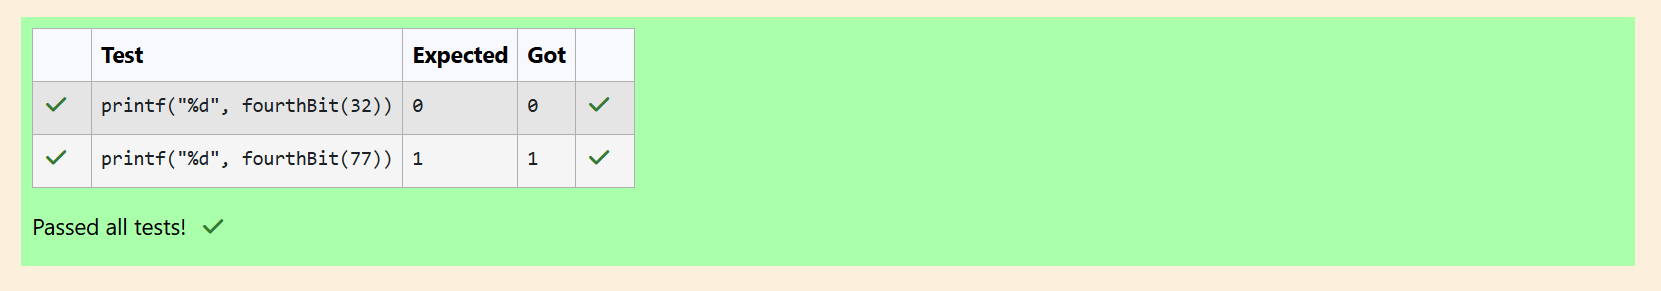 Test Expected Got
printf("%d", fourthBit(32)) 0 0
printf("%d", fourthBit(77)) 1 1
Passed all tests!